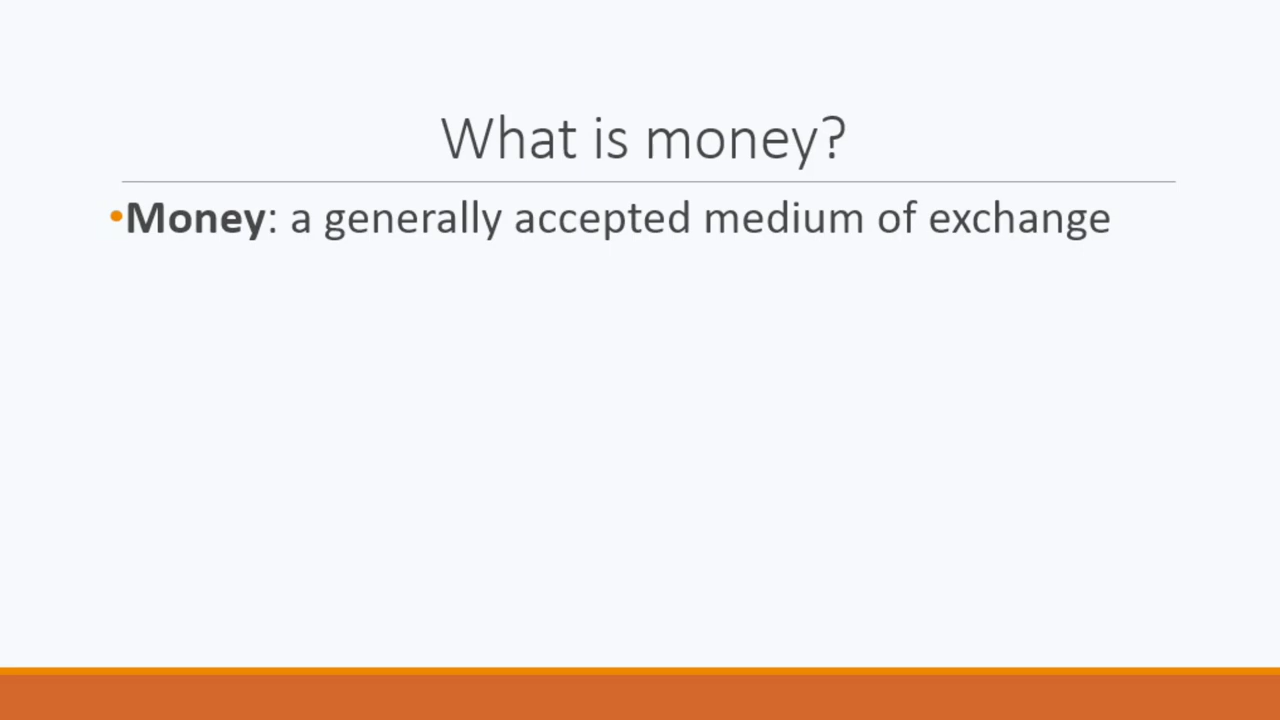 What is money?
•Money: a generally accepted medium of exchange